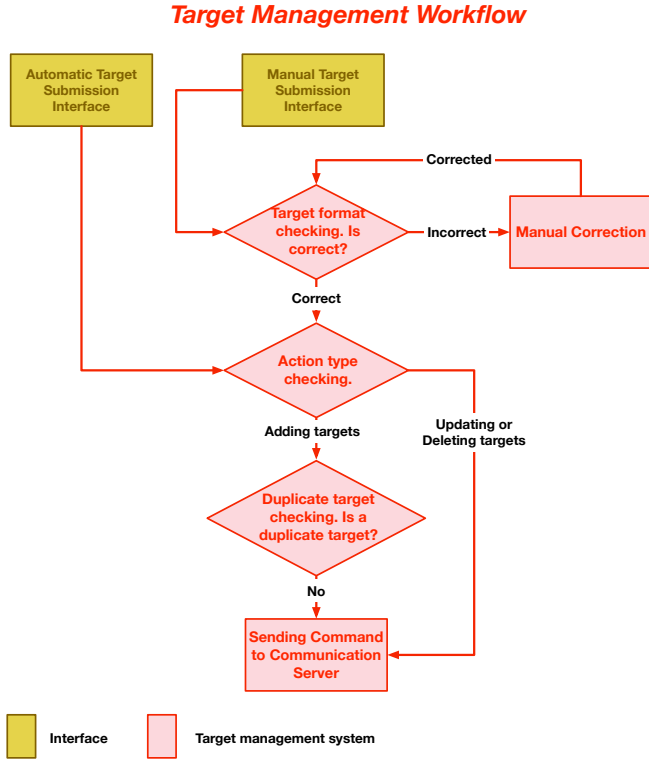 Target Management Workflow
Automatic Target
Submission
Interface
Manual Target
Submission
Interface
Corrected
Target format
checking. Is
correct?
Incorrect
Manual Correction
Correct
Action type
checking.
Adding targets
Updating or
Deleting targets
Duplicate target
checking. Is a
duplicate target?
No
Sending Command
to Communication
Server
Interface
Target management system